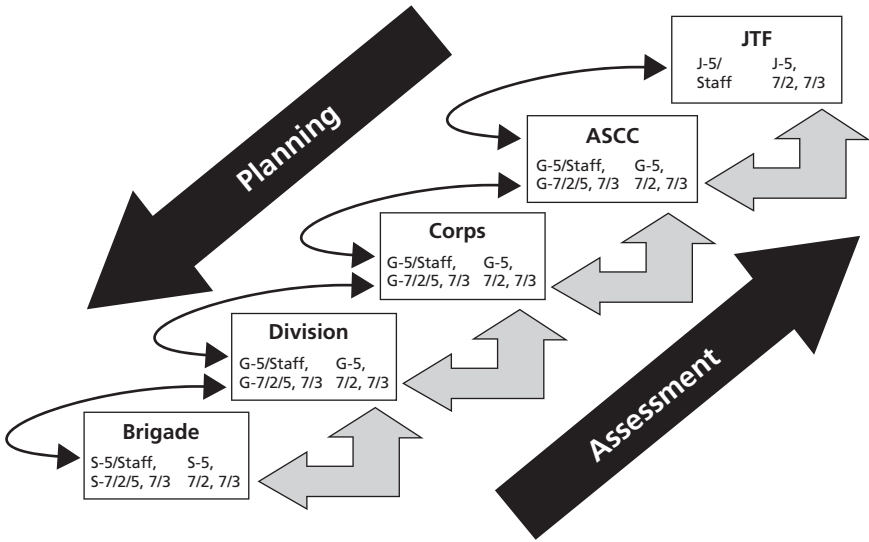 Planning
JTF
J-5/ J-5,
Staff 7/2, 7/3
ASCC
G-5/Staff, G-5,
G-7/2/5, 7/3 7/2, 7/3
Corps
G-5/Staff, G-5,
G-7/2/5, 7/3 7/2, 7/3
Division
G-5/Staff, G-5,
G-7/2/5, 7/3 7/2, 7/3
Brigade
S-5/Staff, S-5,
S-7/2/5, 7/3 7/2, 7/3
Assessment